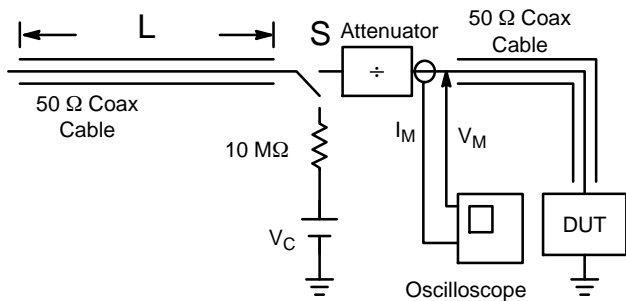 L
S
Attenuator
÷
50 Ω Coax
Cable
50 Ω Coax
Cable
I_M
V_M
10 MΩ
V_C
DUT
Oscilloscope